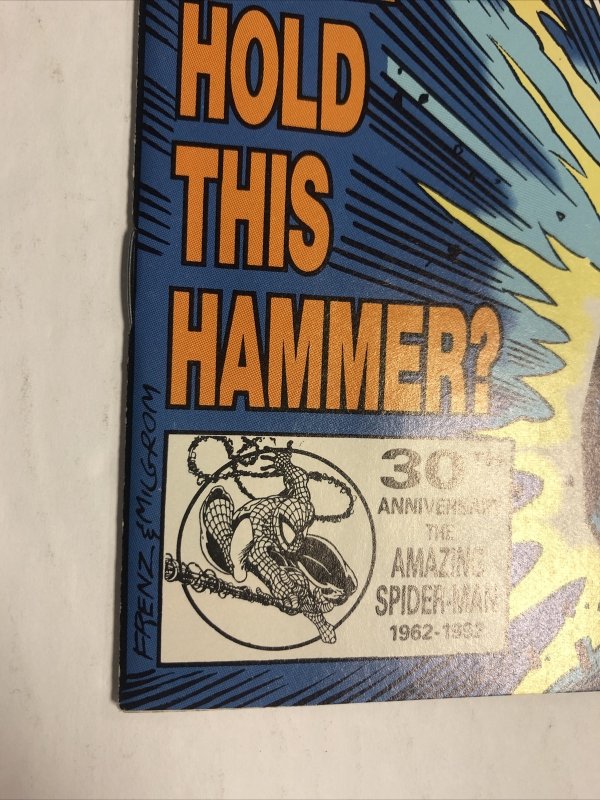 HOLD
THIS
HAMMER?
FRENZ & MILGROM
30TH
ANNIVERSARY
THE
AMAZING
SPIDER-MAN
1962-1992